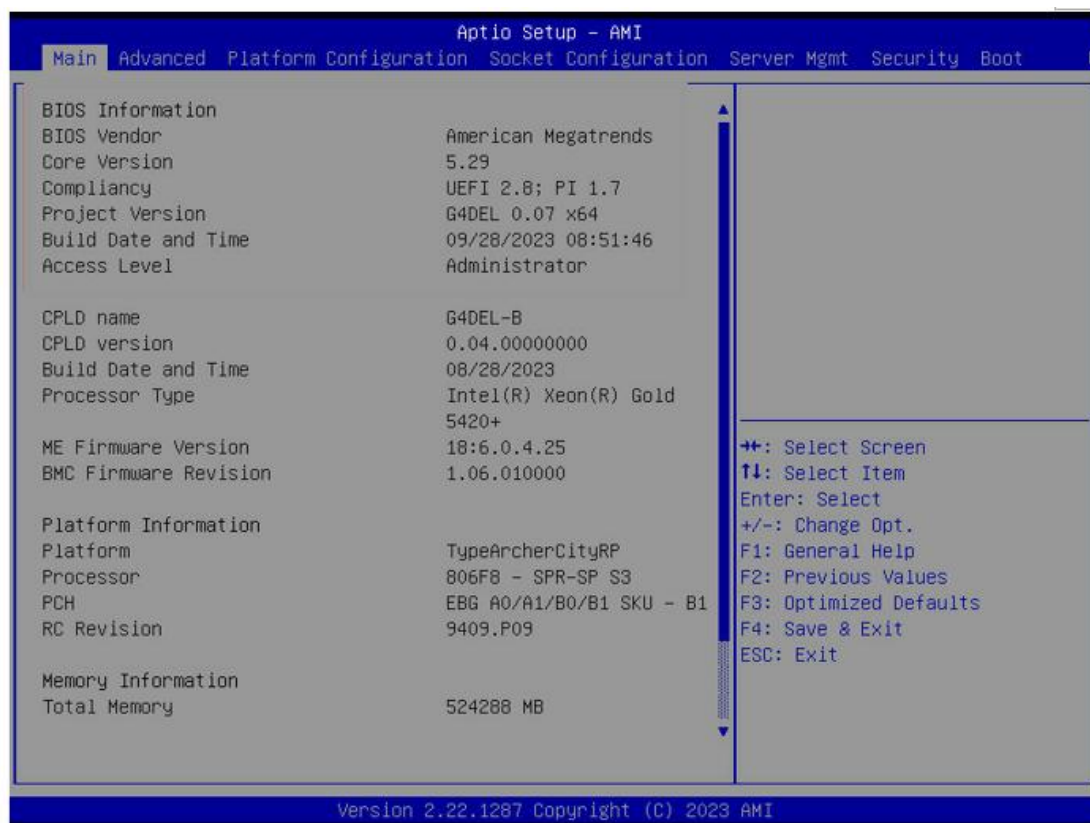 Aptio Setup - AMI
Main Advanced Platform Configuration Socket Configuration Server Mgmt Security Boot
BIOS Information
BIOS Vendor American Megatrends
Core Version 5.29
Compliancy UEFI 2.8; PI 1.7
Project Version G4DEL 0.07 x64
Build Date and Time 09/28/2023 08:51:46
Access Level Administrator
CPLD name G4DEL-B
CPLD version 0.04.00000000
Build Date and Time 08/28/2023
Processor Type Intel(R) Xeon(R) Gold
5420+
ME Firmware Version 18:6.0.4.25
BMC Firmware Revision 1.06.010000
Platform Information
Platform TypeArcherCityRP
Processor 806F8 - SPR-SP S3
PCH EBG A0/A1/B0/B1 SKU - B1
RC Revision 9409.P09
Memory Information
Total Memory 524288 MB
→←: Select Screen
↑↓: Select Item
Enter: Select
+/-: Change Opt.
F1: General Help
F2: Previous Values
F3: Optimized Defaults
F4: Save & Exit
ESC: Exit
Version 2.22.1287 Copyright (C) 2023 AMI